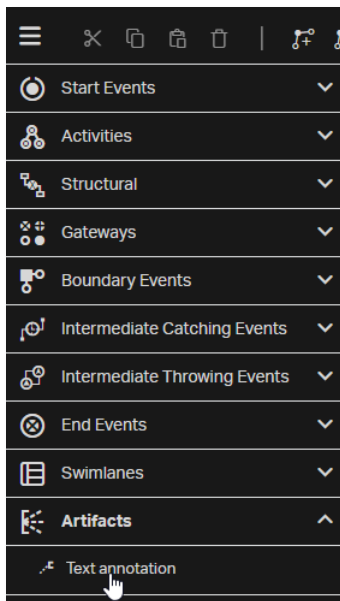 Start Events
Activities
Structural
Gateways
Boundary Events
Intermediate Catching Events
Intermediate Throwing Events
End Events
Swimlanes
Artifacts
Text annotation